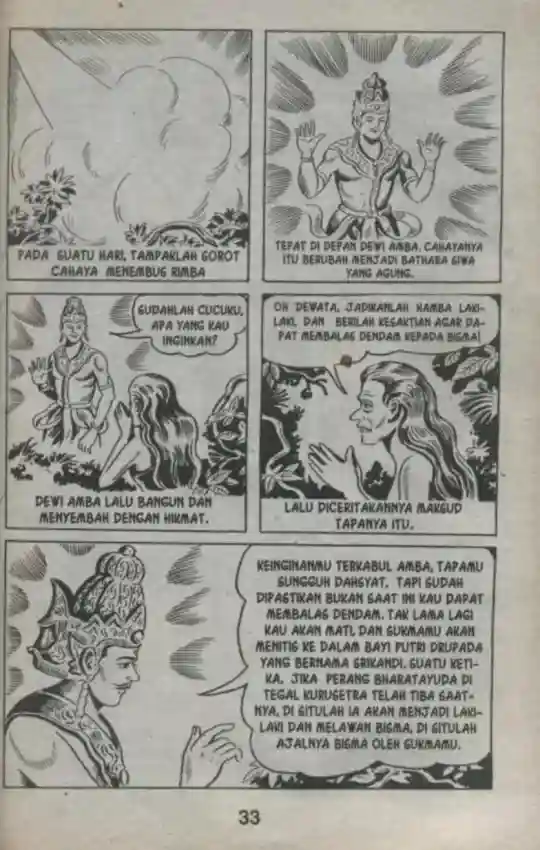 PADA SUATU HARI, TAMPAKLAH SOROT
CAHAYA MENEMBUS RIMBA
TEPAT DI DEPAN DEWI AMBA. CAHAYANYA
ITU BERUBAH MENJADI BATHARA SIWA
YANG AGUNG.
SUDAHLAH CUCUKU,
APA YANG KAU
INGINKAN?
DEWI AMBA LALU BANGUN DAN
MENYEMBAH DENGAN HIKMAT.
OH DEWATA, JADIKANLAH HAMBA LAKI-
LAKI, DAN BERILAH KESAKTIAN AGAR DA-
PAT MEMBALAS DENDAM KEPADA BISMA!
LALU DICERITAKANNYA MAKSUD
TAPANYA ITU.
KEINGINANMU TERKABUL AMBA, TAPAMU
SUNGGUH DAHSYAT. TAPI SUDAH
DIPASTIKAN BUKAN SAAT INI KAU DAPAT
MEMBALAS DENDAM. TAK LAMA LAGI
KAU AKAN MATI, DAN SUKMAMU AKAN
MENITIS KE DALAM BAYI PUTRI DRUPADA
YANG BERNAMA SRIKANDI. SUATU KETI-
KA, JIKA PERANG BHARATAYUDA DI
TEGAL KURUSETRA TELAH TIBA SAAT-
NYA, DI SITULAH IA AKAN MENJADI LAKI-
LAKI DAN MELAWAN BISMA, DI SITULAH
AJALNYA BISMA OLEH SUKMAMU.
33